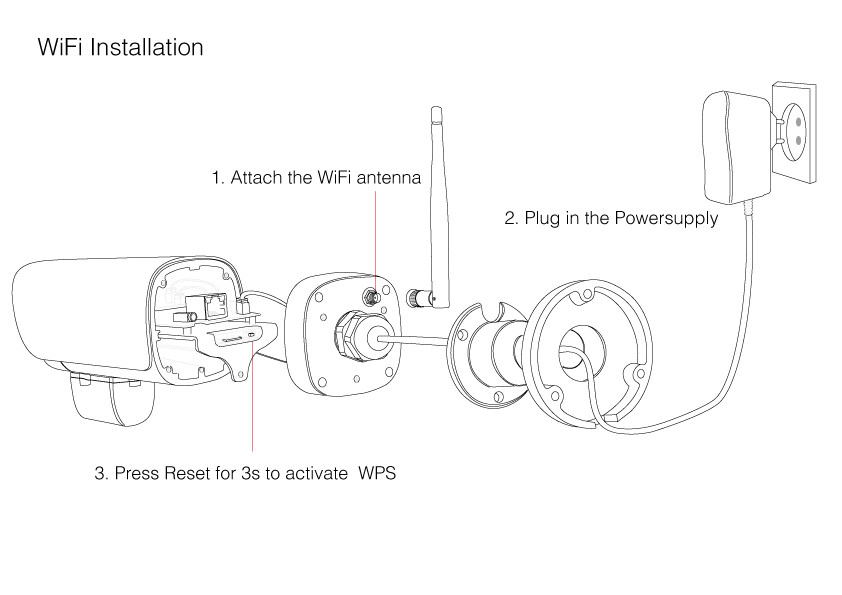 WiFi Installation
1. Attach the WiFi antenna
2. Plug in the Powersupply
3. Press Reset for 3s to activate  WPS